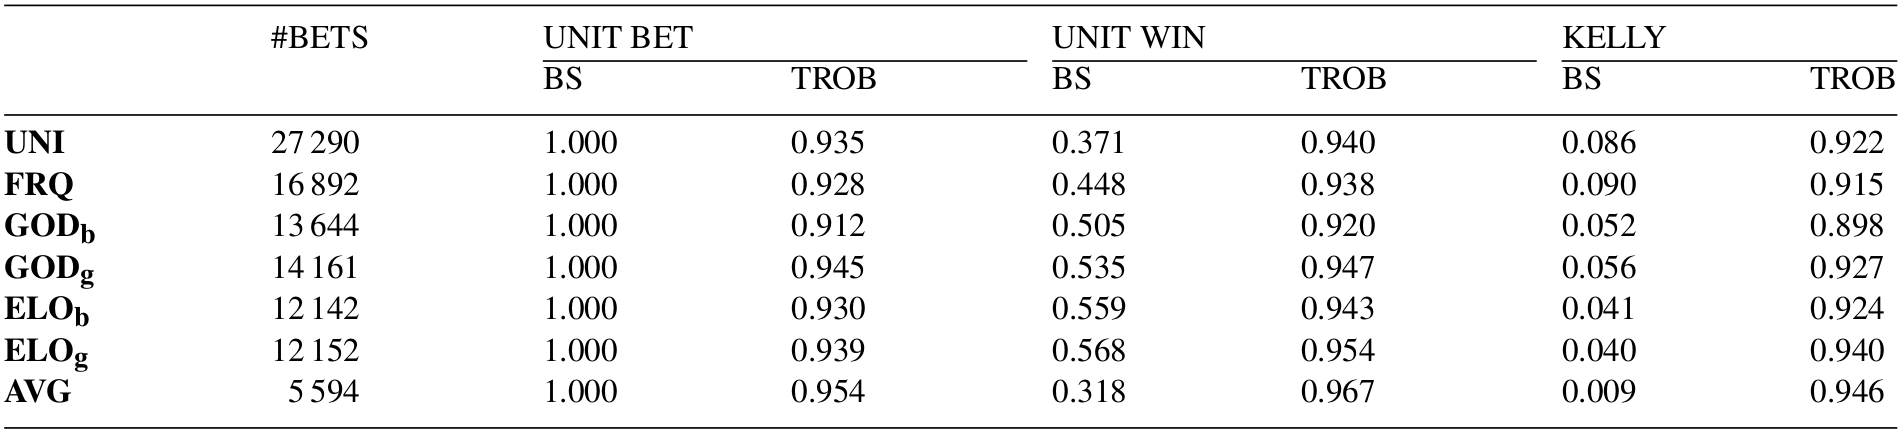 #BETS UNIT BET UNIT WIN KELLY
BS TROB BS TROB BS TROB
UNI 27 290 1.000 0.935 0.371 0.940 0.086 0.922
FRQ 16 892 1.000 0.928 0.448 0.938 0.090 0.915
GODb 13 644 1.000 0.912 0.505 0.920 0.052 0.898
GODg 14 161 1.000 0.945 0.535 0.947 0.056 0.927
ELOb 12 142 1.000 0.930 0.559 0.943 0.041 0.924
ELOg 12 152 1.000 0.939 0.568 0.954 0.040 0.940
AVG 5 594 1.000 0.954 0.318 0.967 0.009 0.946